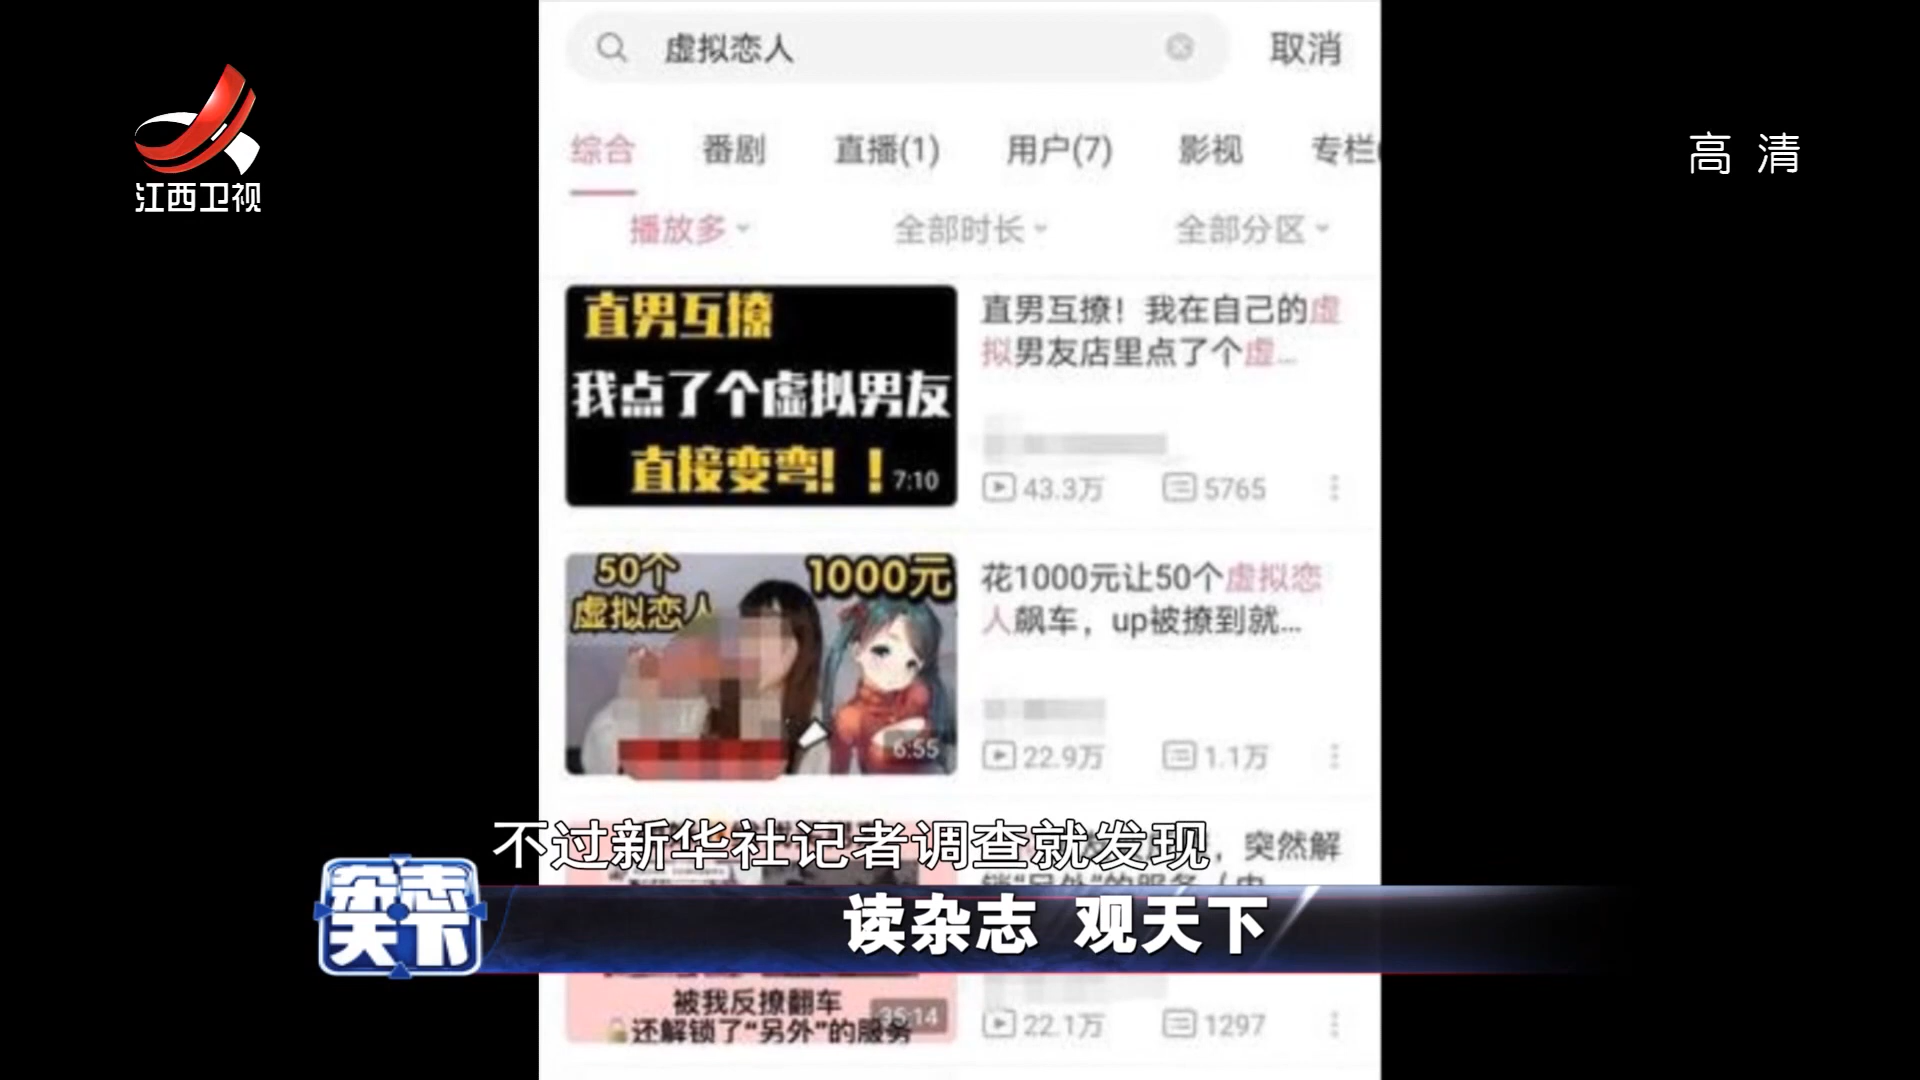 虚拟恋人
取消
江西卫视
高清
综合 番剧 直播(1) 用户(7) 影视 专栏
播放多 全部时长 全部分区
直男互撩
我点了个虚拟男友
直接变弯!!
7:10
直男互撩！我在自己的虚
拟男友店里点了个虚...
43.3万 5765
50个
虚拟恋人
1000元
6:55
花1000元让50个虚拟恋
人飙车，up被撩到就...
22.9万 1.1万
不过新华社记者调查就发现
，突然解
杂志
天下
读杂志 观天下
被我反撩翻车
还解锁了“另外”的服务
35:14
22.1万 1297